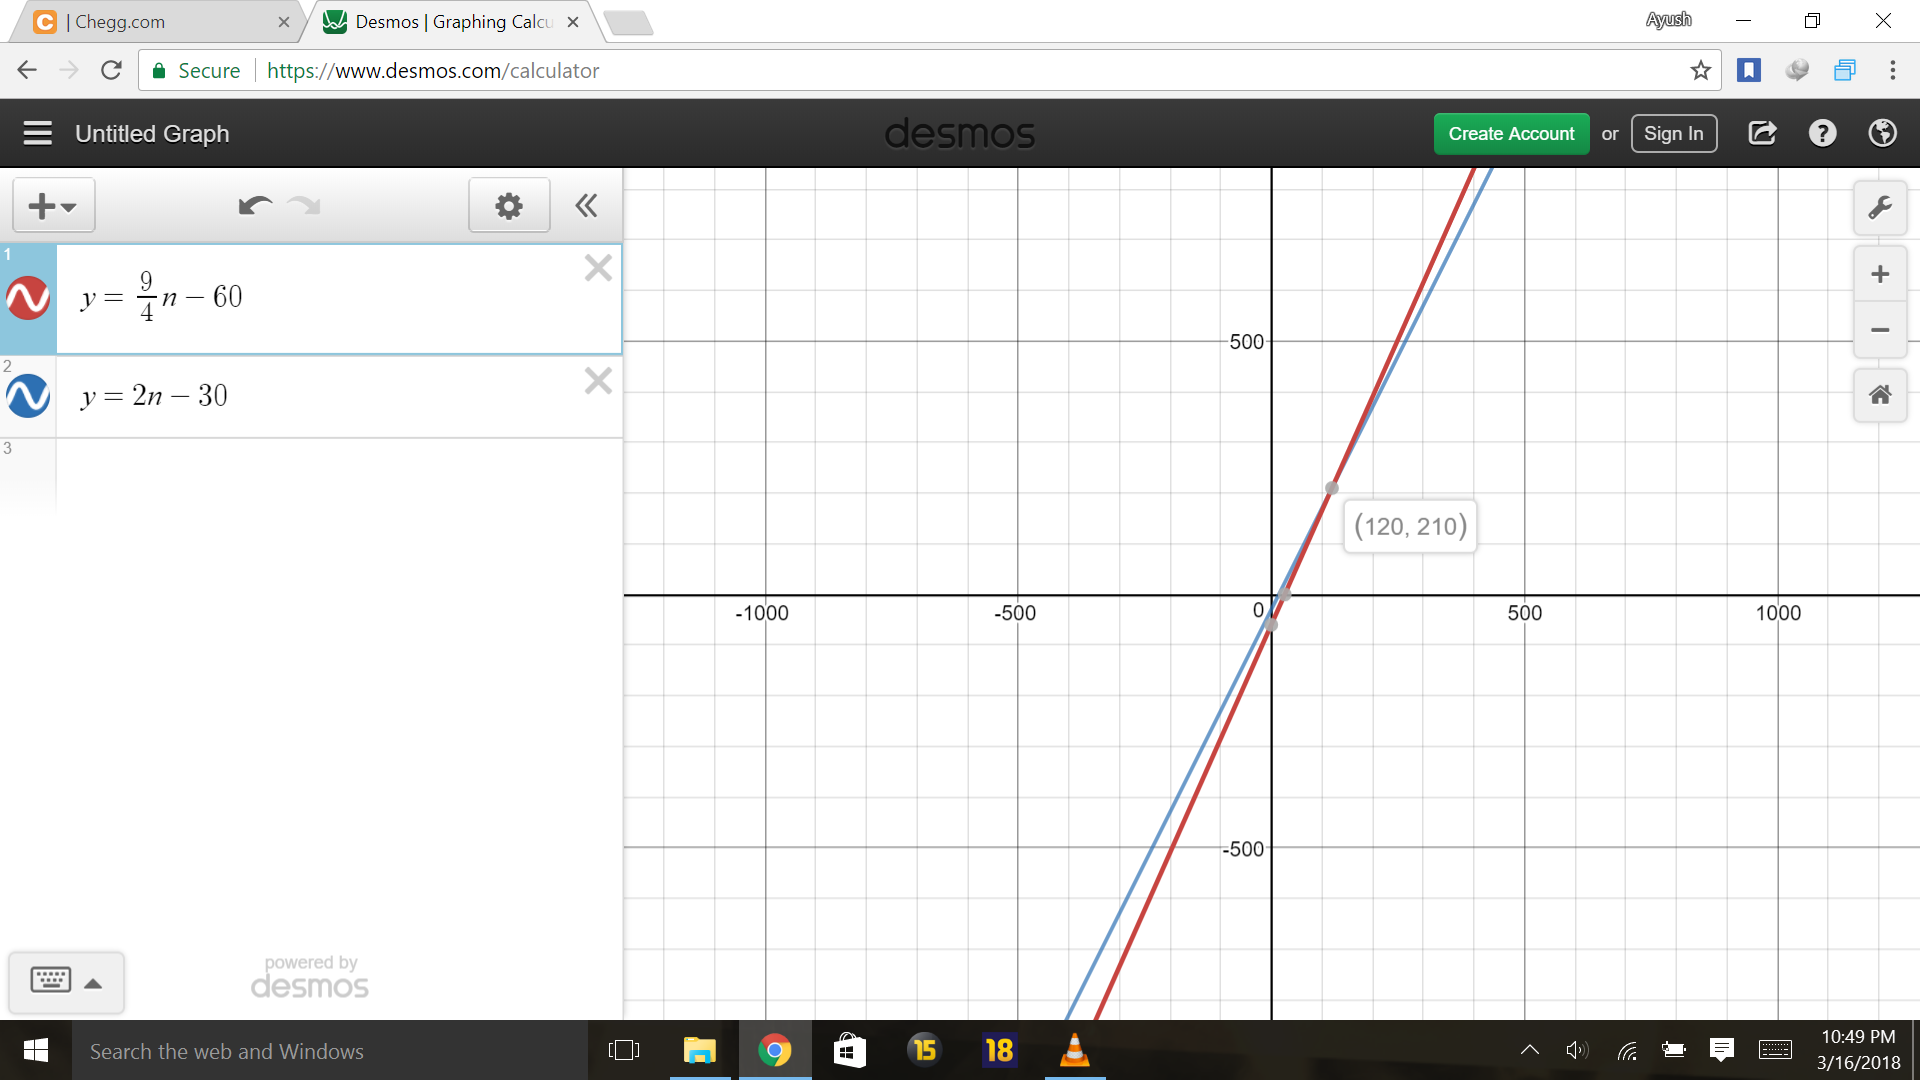 | Chegg.com
Desmos | Graphing Calcu
Ayush
Secure
https://www.desmos.com/calculator
Untitled Graph
desmos
Create Account or Sign In
1
y = 9/4 n − 60
2
y = 2n − 30
3
500
(120, 210)
-1000
-500
0
500
1000
-500
powered by
desmos
Search the web and Windows
15
18
10:49 PM
3/16/2018